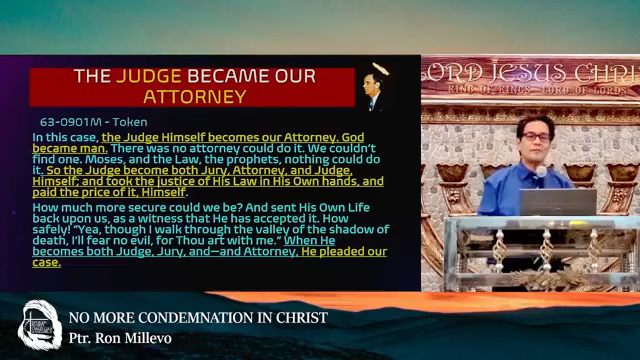 THE JUDGE BECAME OUR
ATTORNEY
63-0901M - Token
In this case, the Judge Himself becomes our Attorney. God
became man. There was no attorney could do it. We couldn't
find one. Moses, and the Law, the prophets, nothing could do
it. So the Judge become both Jury, Attorney, and Judge,
Himself; and took the justice of His Law in His Own hands, and
paid the price of it, Himself.
How much more secure could we be? And sent His Own Life
back upon us, as a witness that He has accepted it. How
safely! "Yea, though I walk through the valley of the shadow of
death, I'll fear no evil, for Thou art with me." When He
becomes both Judge, Jury, and—and Attorney, He pleaded our
case.
LORD JESUS CHRI
KING OF KINGS LORD OF LORDS
NO MORE CONDEMNATION IN CHRIST
Ptr. Ron Millevo